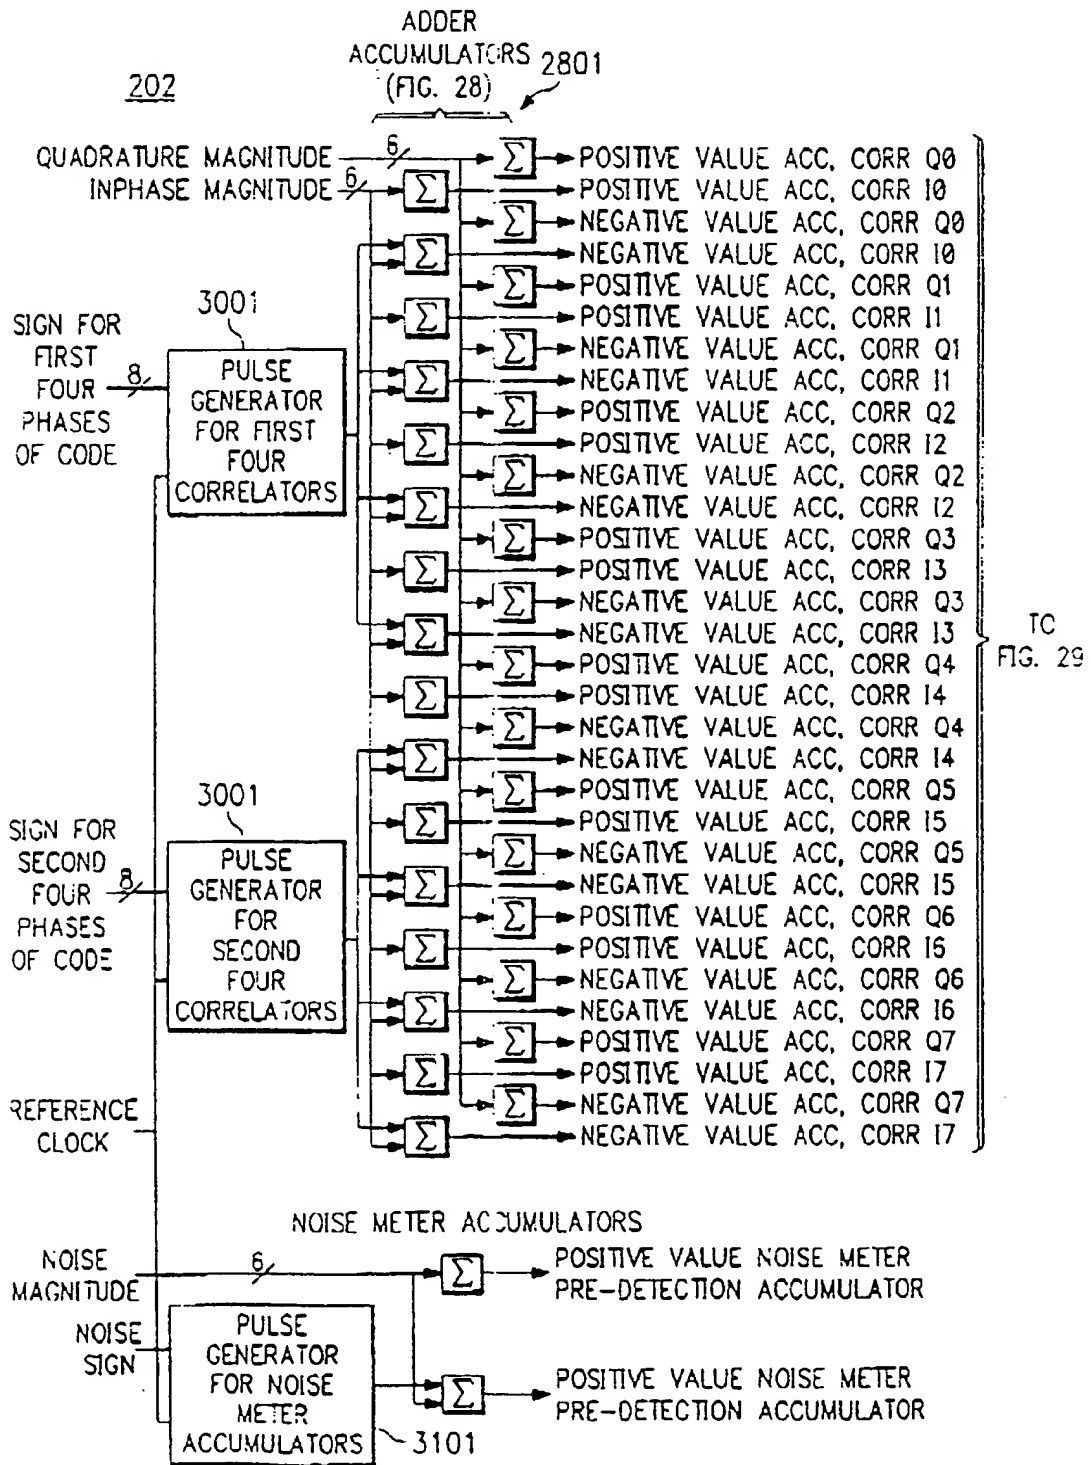 ADDER
ACCUMULATORS
(FIG. 28)
2801
202
QUADRATURE MAGNITUDE
6
INPHASE MAGNITUDE
6
Σ
POSITIVE VALUE ACC, CORR Q0
Σ
POSITIVE VALUE ACC, CORR I0
Σ
NEGATIVE VALUE ACC, CORR Q0
Σ
NEGATIVE VALUE ACC, CORR I0
Σ
POSITIVE VALUE ACC, CORR Q1
Σ
POSITIVE VALUE ACC, CORR I1
Σ
NEGATIVE VALUE ACC, CORR Q1
Σ
NEGATIVE VALUE ACC, CORR I1
Σ
POSITIVE VALUE ACC, CORR Q2
Σ
POSITIVE VALUE ACC, CORR I2
Σ
NEGATIVE VALUE ACC, CORR Q2
Σ
NEGATIVE VALUE ACC, CORR I2
Σ
POSITIVE VALUE ACC, CORR Q3
Σ
POSITIVE VALUE ACC, CORR I3
Σ
NEGATIVE VALUE ACC, CORR Q3
Σ
NEGATIVE VALUE ACC, CORR I3
Σ
POSITIVE VALUE ACC, CORR Q4
Σ
POSITIVE VALUE ACC, CORR I4
Σ
NEGATIVE VALUE ACC, CORR Q4
Σ
NEGATIVE VALUE ACC, CORR I4
Σ
POSITIVE VALUE ACC, CORR Q5
Σ
POSITIVE VALUE ACC, CORR I5
Σ
NEGATIVE VALUE ACC, CORR Q5
Σ
NEGATIVE VALUE ACC, CORR I5
Σ
POSITIVE VALUE ACC, CORR Q6
Σ
POSITIVE VALUE ACC, CORR I6
Σ
NEGATIVE VALUE ACC, CORR Q6
Σ
NEGATIVE VALUE ACC, CORR I6
Σ
POSITIVE VALUE ACC, CORR Q7
Σ
POSITIVE VALUE ACC, CORR I7
Σ
NEGATIVE VALUE ACC, CORR Q7
Σ
NEGATIVE VALUE ACC, CORR I7
TO
FIG. 29
SIGN FOR
FIRST
FOUR
PHASES
OF CODE
8
3001
PULSE
GENERATOR
FOR FIRST
FOUR
CORRELATORS
SIGN FOR
SECOND
FOUR
PHASES
OF CODE
8
3001
PULSE
GENERATOR
FOR
SECOND
FOUR
CORRELATORS
REFERENCE
CLOCK
NOISE METER ACCUMULATORS
NOISE
MAGNITUDE
6
Σ
POSITIVE VALUE NOISE METER
PRE-DETECTION ACCUMULATOR
NOISE
SIGN
PULSE
GENERATOR
FOR NOISE
METER
ACCUMULATORS
3101
Σ
POSITIVE VALUE NOISE METER
PRE-DETECTION ACCUMULATOR